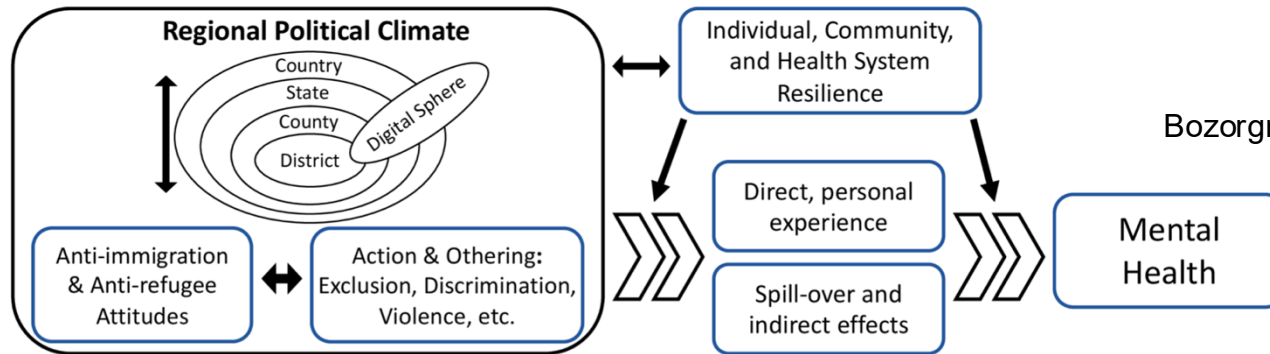 Regional Political Climate
Country
State
County
District
Digital Sphere
Anti-immigration
& Anti-refugee
Attitudes
Action & Othering:
Exclusion, Discrimination,
Violence, etc.
Individual, Community,
and Health System
Resilience
Direct, personal
experience
Spill-over and
indirect effects
Mental
Health